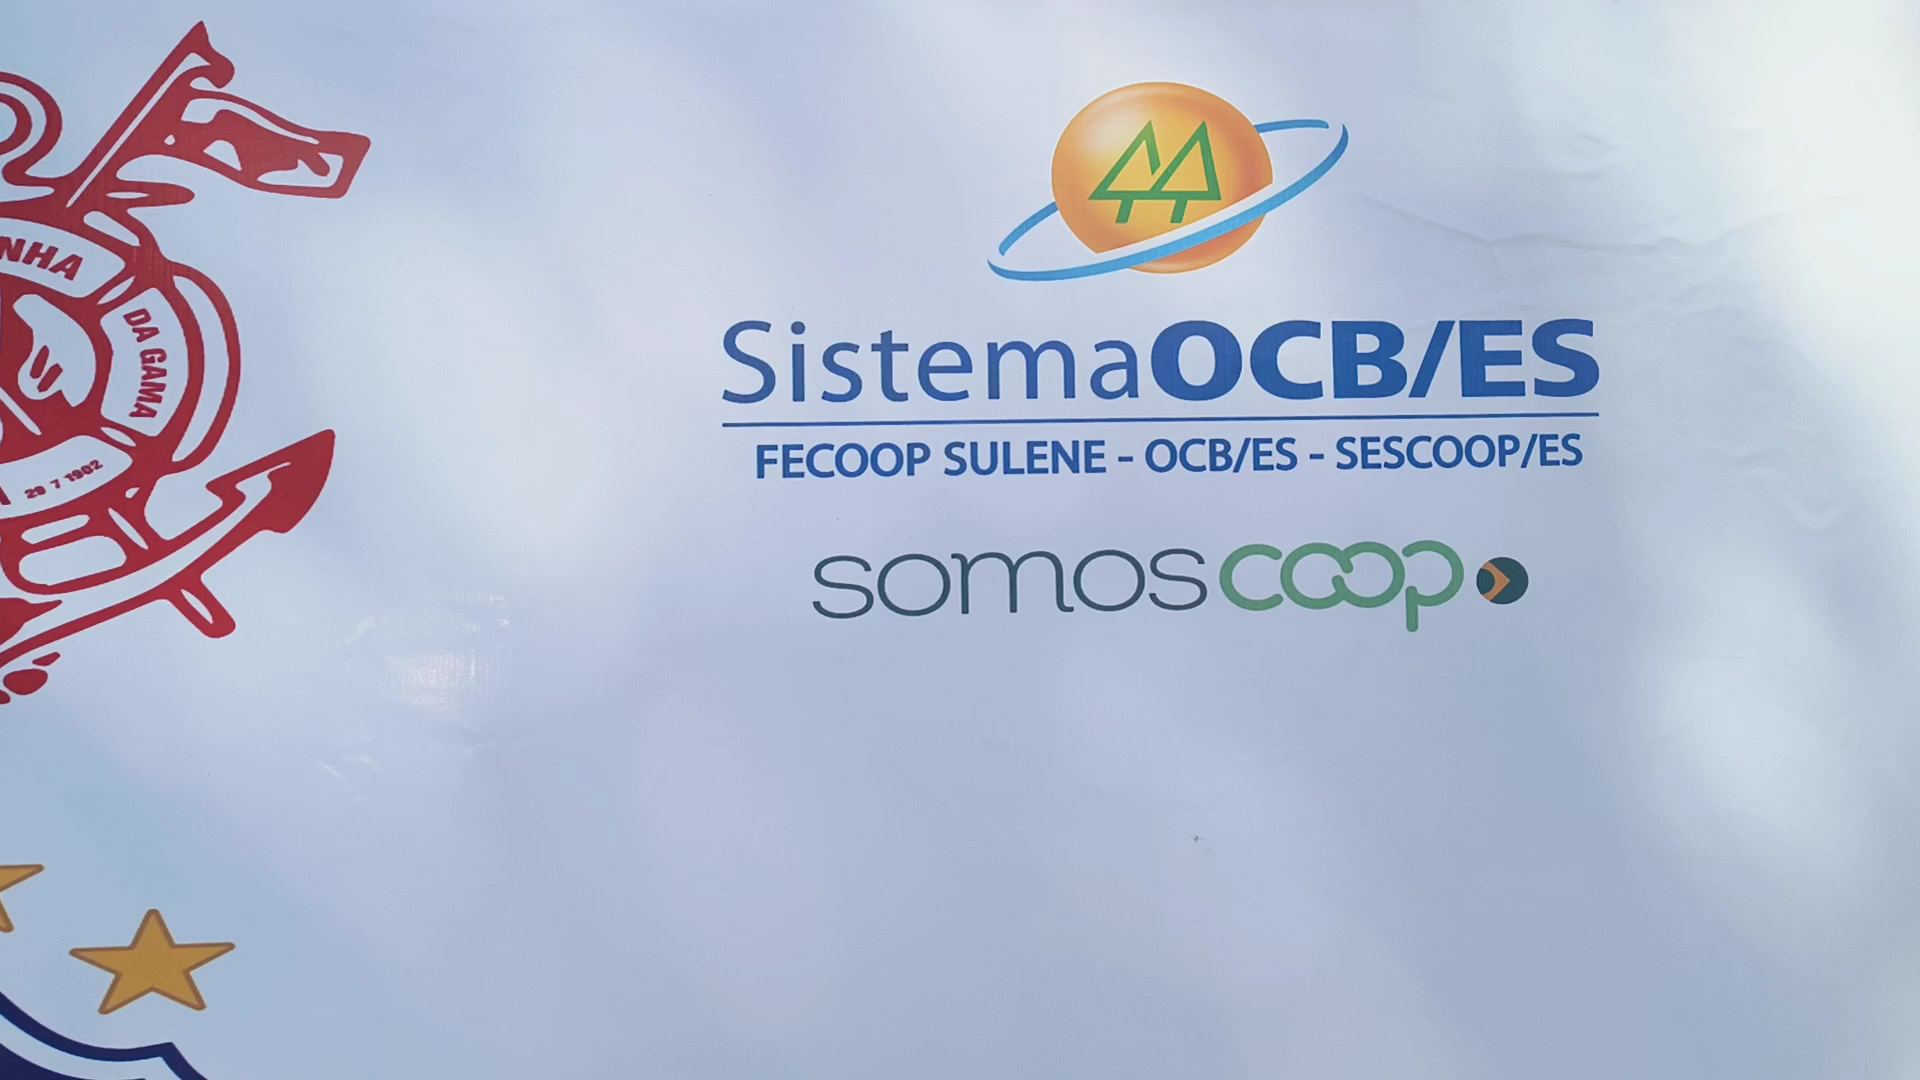 NHA
DA GAMA
29 7 1902
SistemaOCB/ES
FECOOP SULENE - OCB/ES - SESCOOP/ES
somoscoop